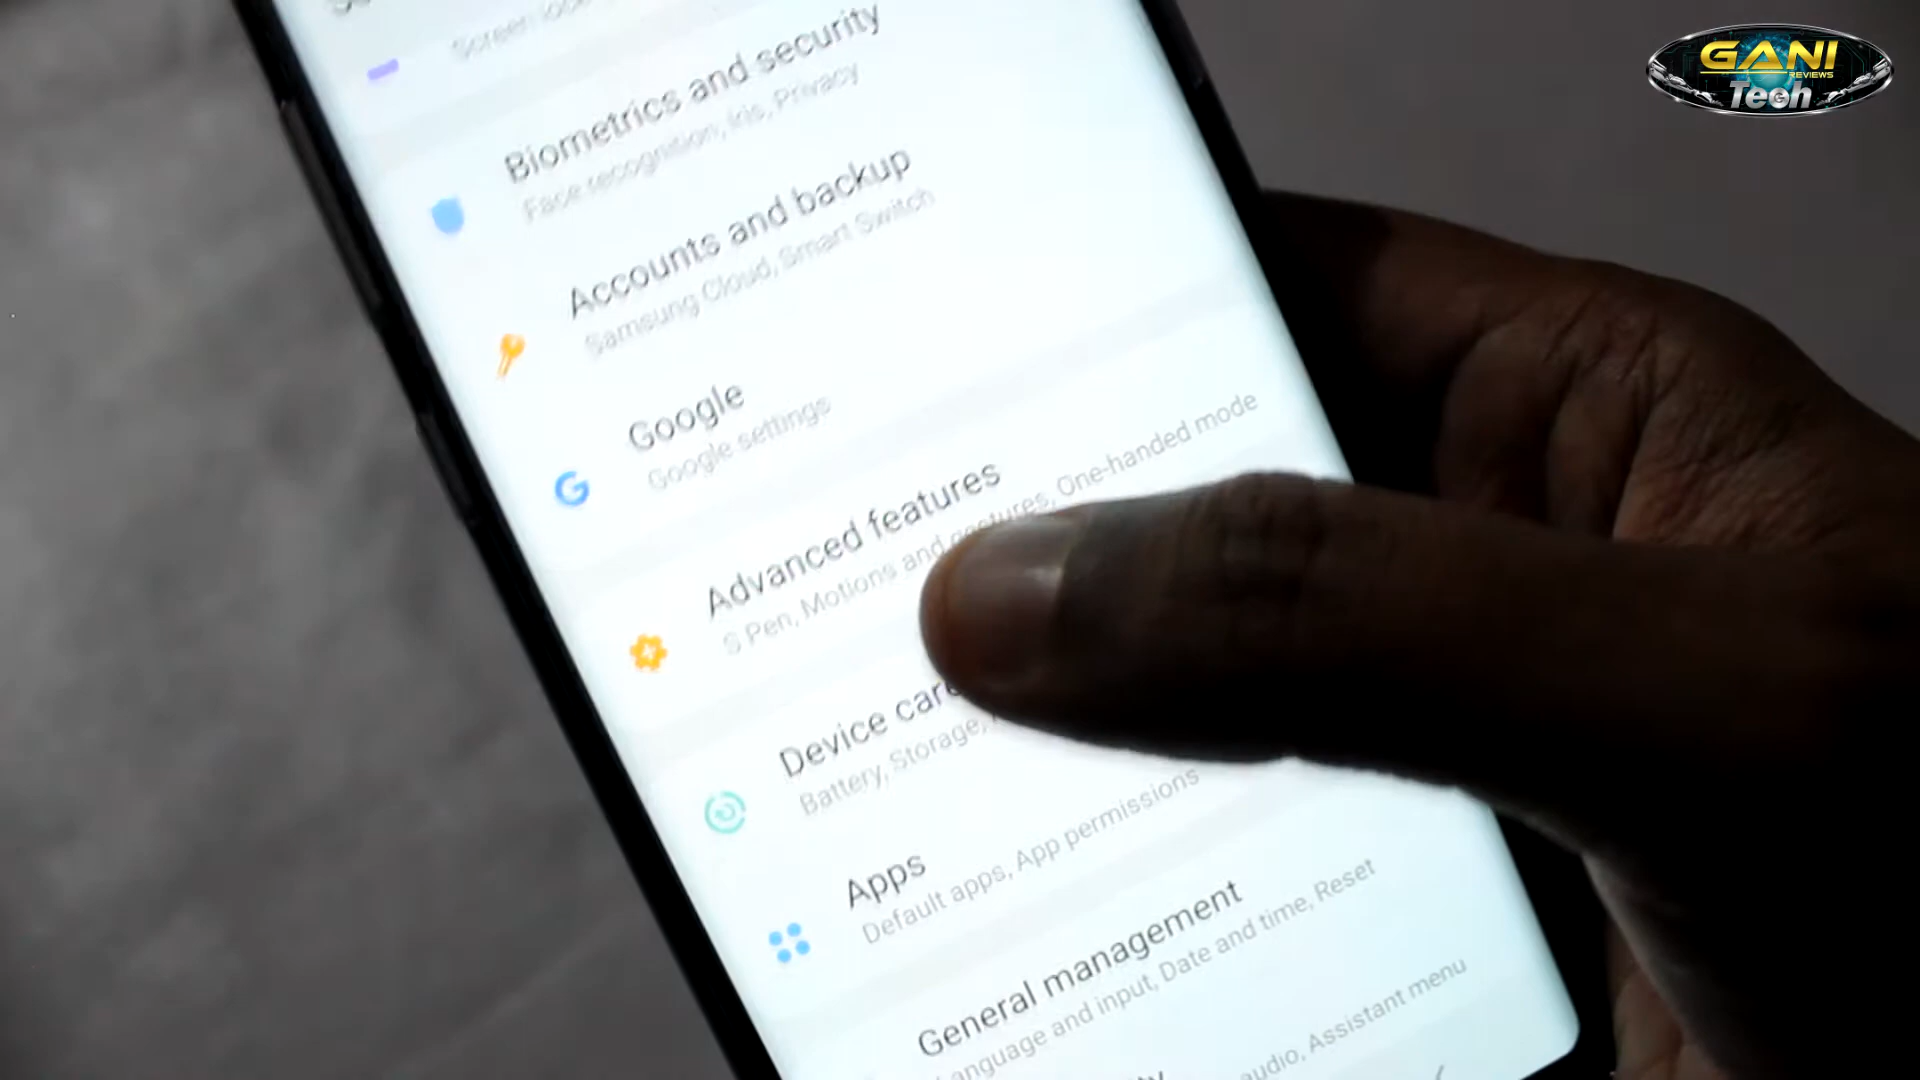 GANI
REVIEWS
Tech
Screen lock
Biometrics and security
Face recognition, Iris, Privacy
Accounts and backup
Samsung Cloud, Smart Switch
Google
Google settings
Advanced features
S Pen, Motions and gestures, One-handed mode
Device care
Battery, Storage,
Apps
Default apps, App permissions
General management
Language and input, Date and time, Reset
audio, Assistant menu